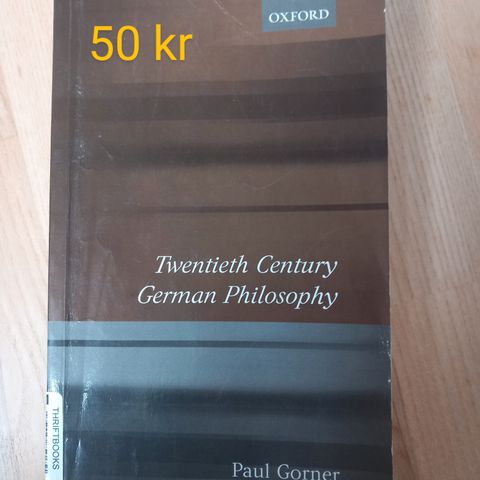 OXFORD
50 kr
Twentieth Century
German Philosophy
THRIFTBOOKS
Paul Gorner